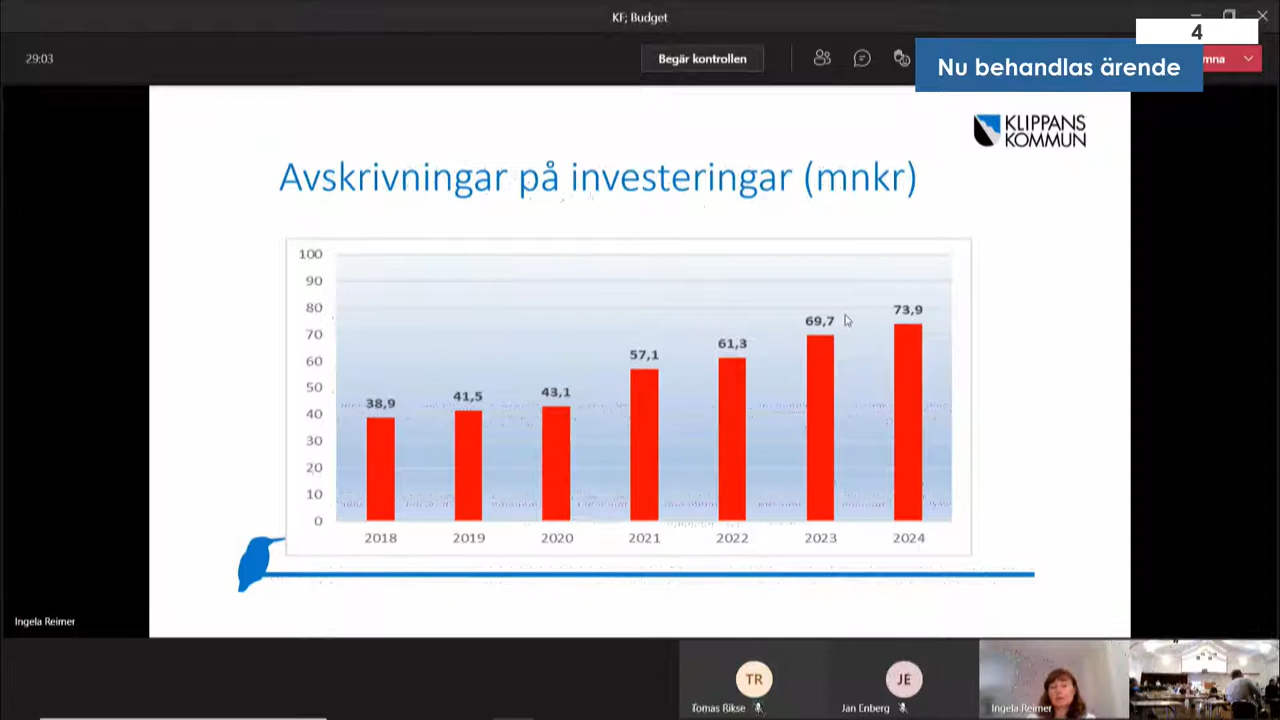 KF; Budget
4
29:03
Begär kontrollen
Nu behandlas ärende
mna
KLIPPANS
KOMMUN
Avskrivningar på investeringar (mnkr)
100
90
80
70
60
50
40
30
20
10
0
38,9
41,5
43,1
57,1
61,3
69,7
73,9
2018
2019
2020
2021
2022
2023
2024
Ingela Reimer
TR
JE
Tomas Rikse
Jan Enberg
Ingela Reimer